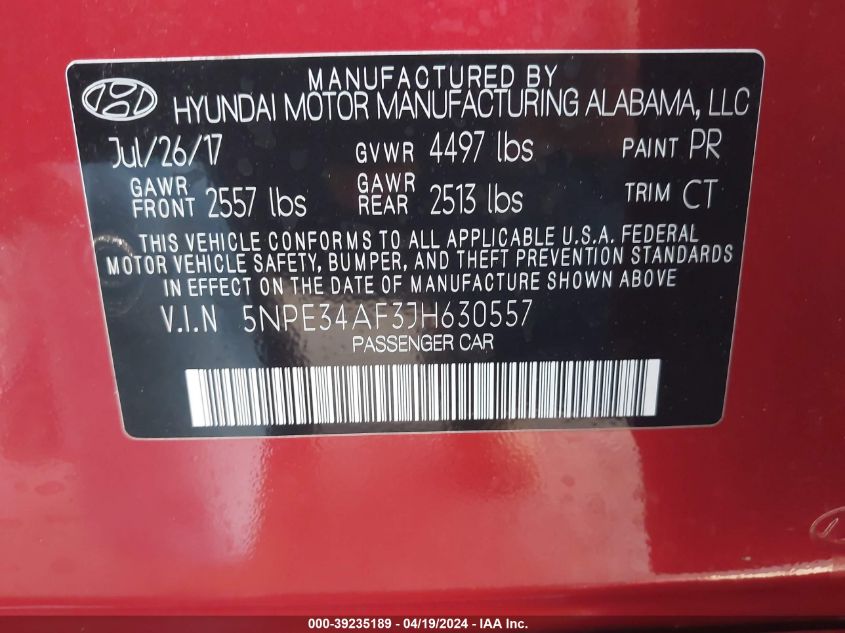 MANUFACTURED BY
HYUNDAI MOTOR MANUFACTURING ALABAMA, LLC
Jul/26/17 GVWR 4497 lbs PAINT PR
GAWR FRONT 2557 lbs GAWR REAR 2513 lbs TRIM CT
THIS VEHICLE CONFORMS TO ALL APPLICABLE U.S.A. FEDERAL
MOTOR VEHICLE SAFETY, BUMPER, AND THEFT PREVENTION STANDARDS
IN EFFECT ON THE DATE OF MANUFACTURE SHOWN ABOVE
V.I.N 5NPE34AF3JH630557
PASSENGER CAR
000-39235189 - 04/19/2024 - IAA Inc.